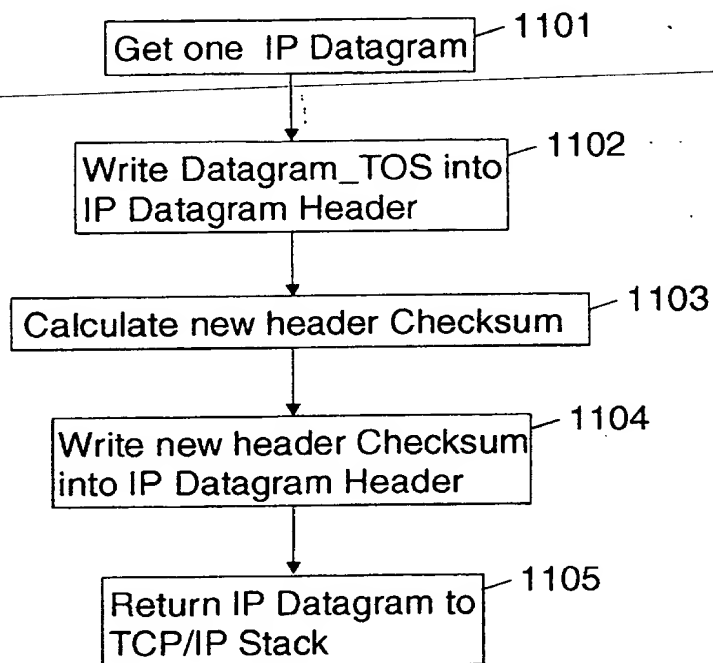 Get one IP Datagram
1101
Write Datagram_TOS into
IP Datagram Header
1102
Calculate new header Checksum
1103
Write new header Checksum
into IP Datagram Header
1104
Return IP Datagram to
TCP/IP Stack
1105